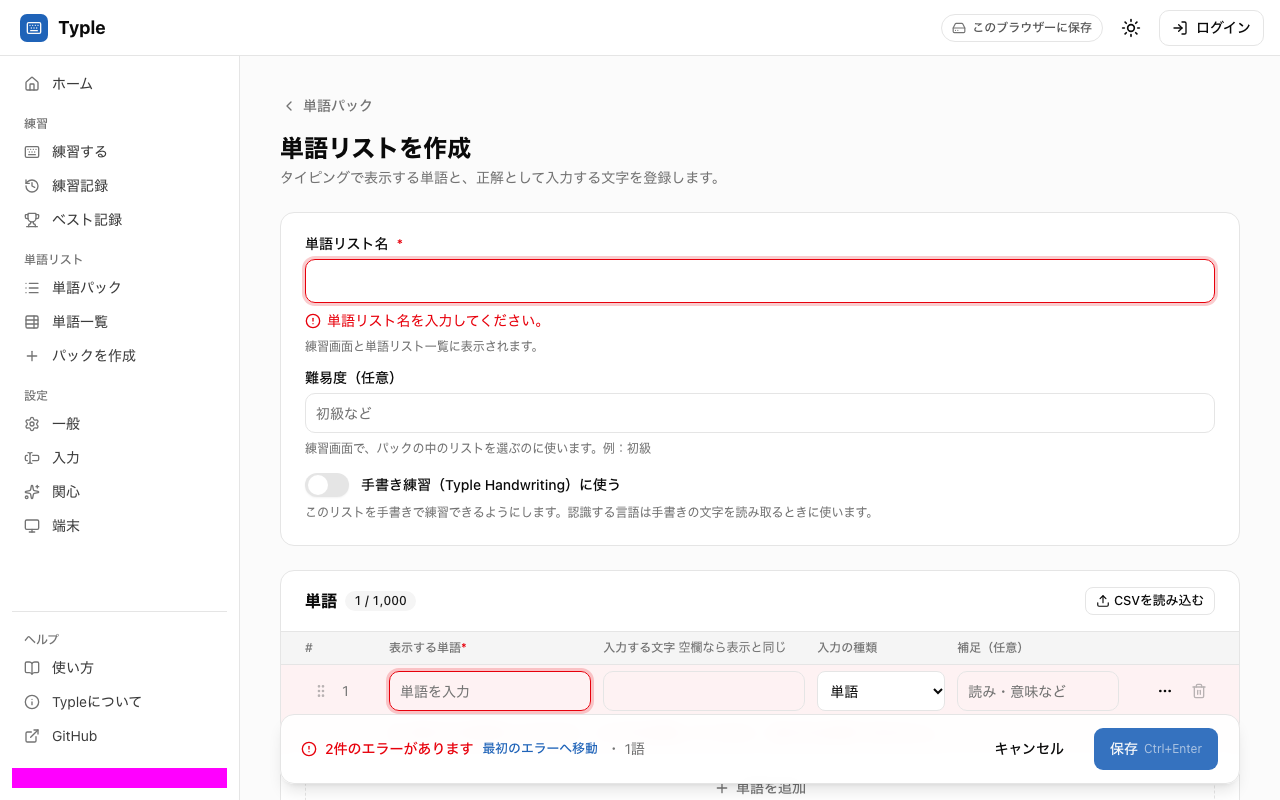 Typle
このブラウザーに保存
ログイン
ホーム
練習
練習する
練習記録
ベスト記録
単語リスト
単語パック
単語一覧
パックを作成
設定
一般
入力
関心
端末
ヘルプ
使い方
Typleについて
GitHub
単語パック
単語リストを作成
タイピングで表示する単語と、正解として入力する文字を登録します。
単語リスト名 *
単語リスト名を入力してください。
練習画面と単語リスト一覧に表示されます。
難易度（任意）
初級など
練習画面で、パックの中のリストを選ぶのに使います。例：初級
手書き練習（Typle Handwriting）に使う
このリストを手書きで練習できるようにします。認識する言語は手書きの文字を読み取るときに使います。
単語 1 / 1,000
CSVを読み込む
# 表示する単語* 入力する文字 空欄なら表示と同じ 入力の種類 補足（任意）
1 単語を入力 単語 読み・意味など
2件のエラーがあります 最初のエラーへ移動 ・ 1語
キャンセル
保存 Ctrl+Enter
単語を追加